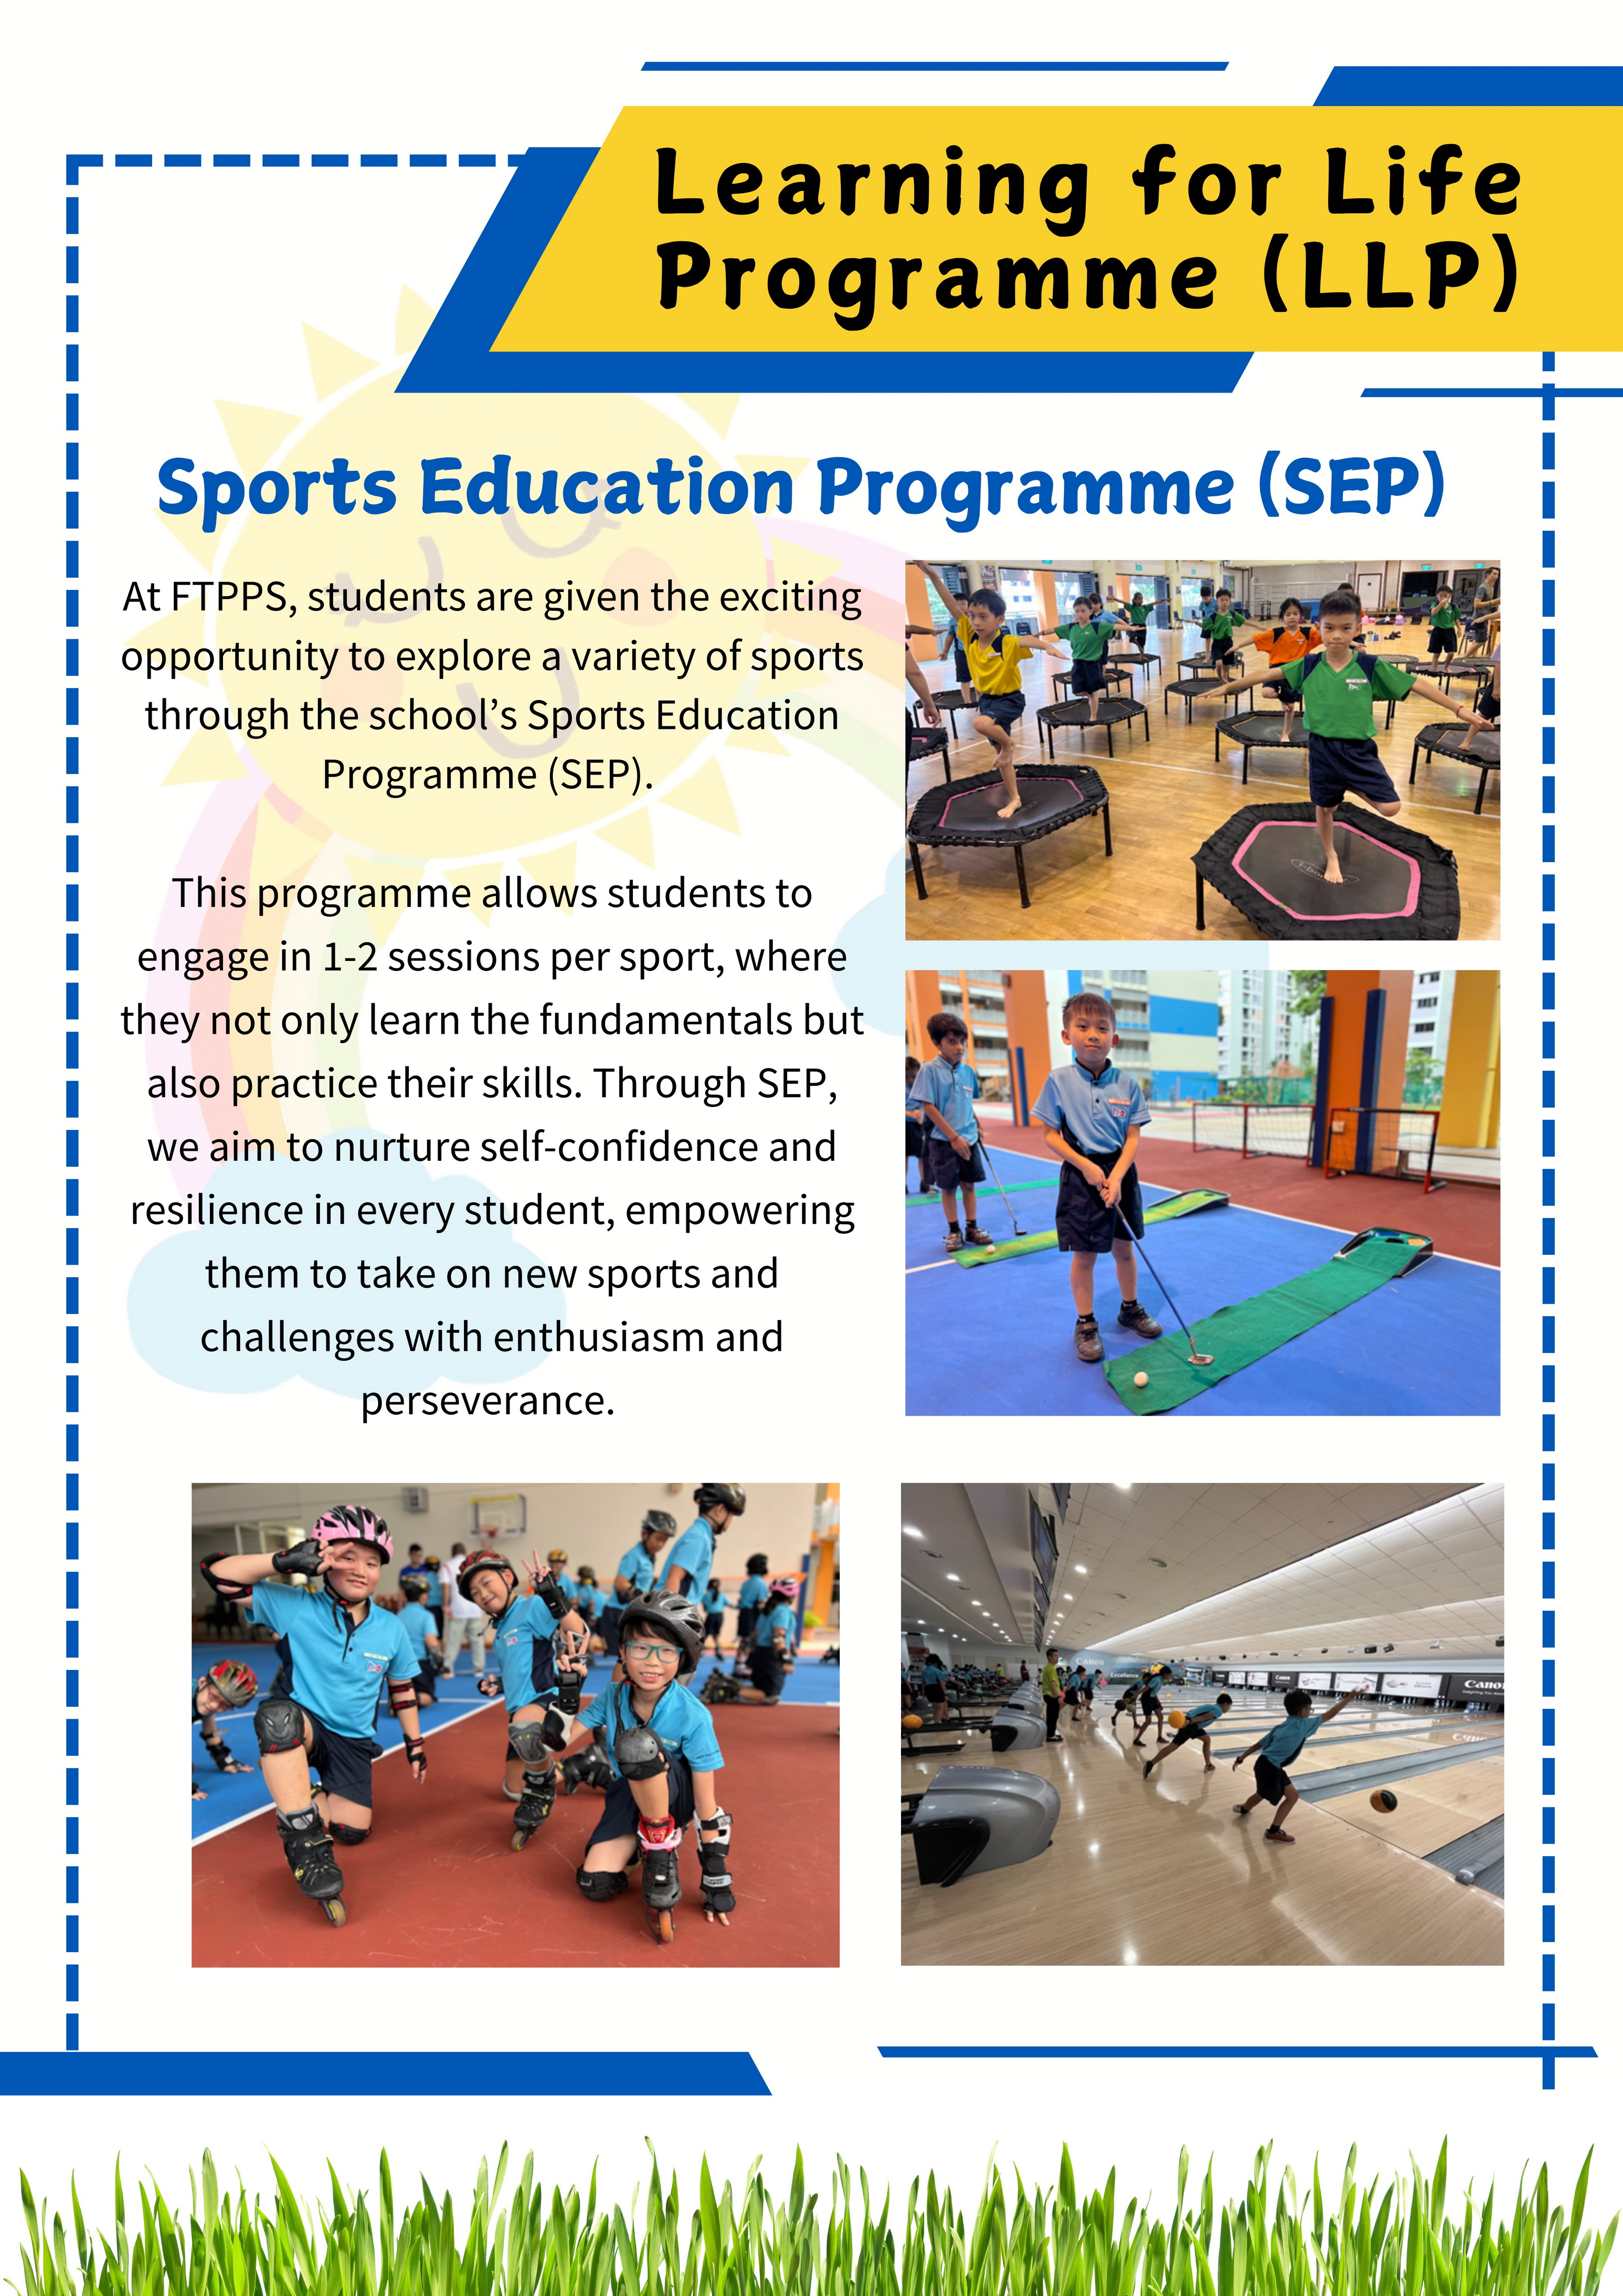 Learning for Life
Programme (LLP)
Sports Education Programme (SEP)
At FTPPS, students are given the exciting
opportunity to explore a variety of sports
through the school’s Sports Education
Programme (SEP).
This programme allows students to
engage in 1-2 sessions per sport, where
they not only learn the fundamentals but
also practice their skills. Through SEP,
we aim to nurture self-confidence and
resilience in every student, empowering
them to take on new sports and
challenges with enthusiasm and
perseverance.
Canon
Excellence
Canon